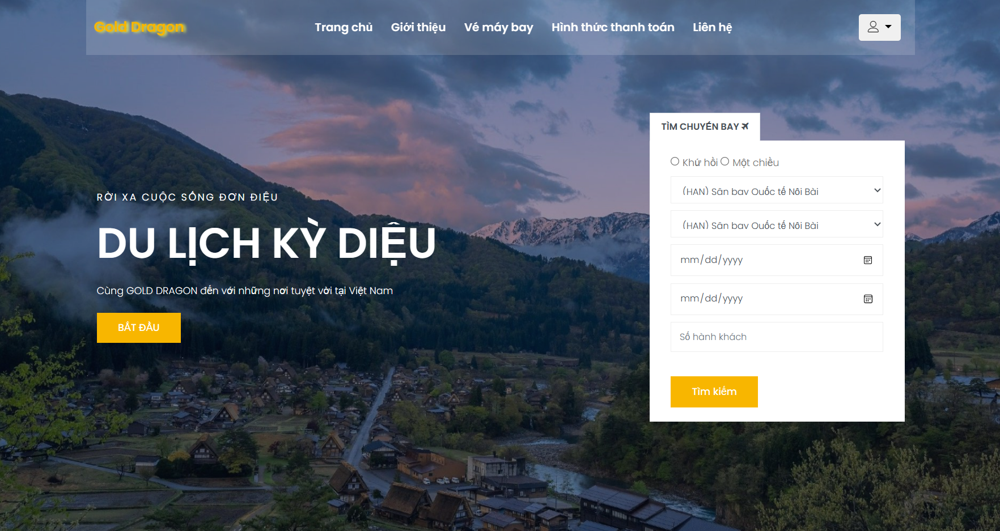 Gold Dragon
Trang chủ
Giới thiệu
Vé máy bay
Hình thức thanh toán
Liên hệ
RỜI XA CUỘC SỐNG ĐƠN ĐIỆU
DU LỊCH KỲ DIỆU
Cùng GOLD DRAGON đến với những nơi tuyệt vời tại Việt Nam
BẮT ĐẦU
TÌM CHUYẾN BAY
Khứ hồi
Một chiều
(HAN) Sân bay Quốc tế Nội Bài
(HAN) Sân bay Quốc tế Nội Bài
mm/dd/yyyy
mm/dd/yyyy
Số hành khách
Tìm kiếm